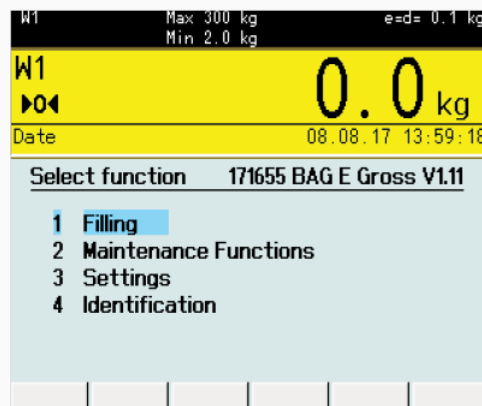 W1 Max 300 kg e=d= 0.1 kg
Min 2.0 kg
W1
0.0 kg
▶0◀
Date 08.08.17 13:59:18
Select function 171655 BAG E Gross V1.11
1 Filling
2 Maintenance Functions
3 Settings
4 Identification